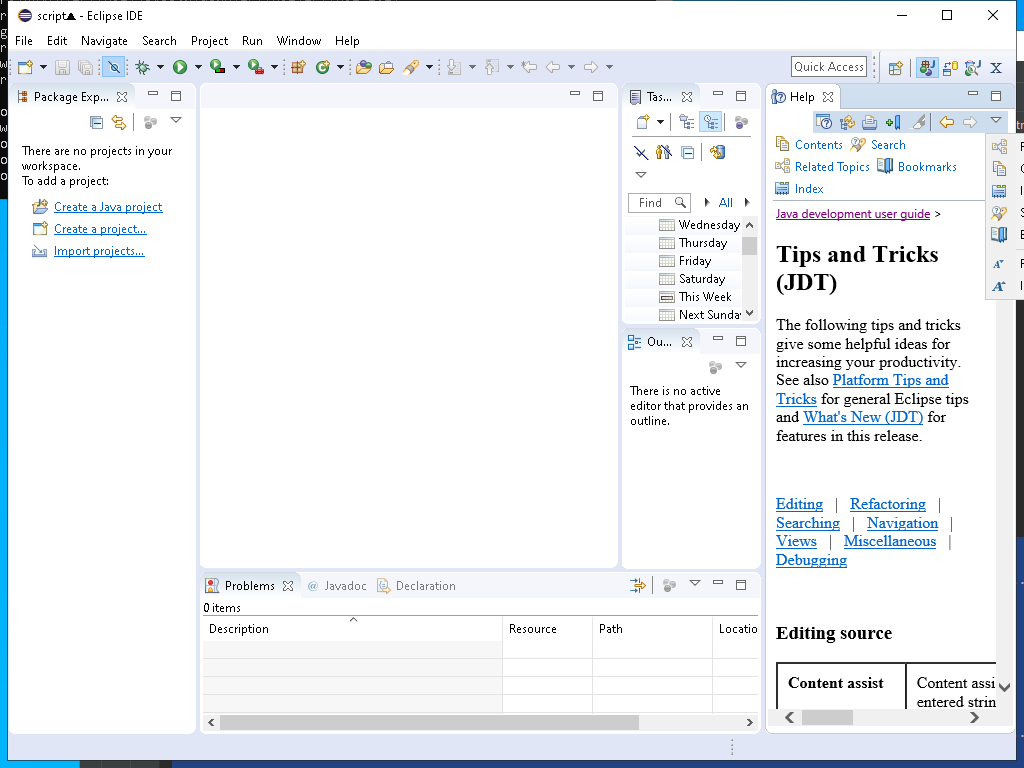 script▲ - Eclipse IDE
File Edit Navigate Search Project Run Window Help
Quick Access
Package Exp...
There are no projects in your
workspace.
To add a project:
Create a Java project
Create a project...
Import projects...
Tas...
Find
All
Wednesday
Thursday
Friday
Saturday
This Week
Next Sunda
Ou...
There is no active
editor that provides an
outline.
Help
Contents Search
Related Topics Bookmarks
Index
Java development user guide >
Tips and Tricks
(JDT)
The following tips and tricks
give some helpful ideas for
increasing your productivity.
See also Platform Tips and
Tricks for general Eclipse tips
and What's New (JDT) for
features in this release.
Editing | Refactoring |
Searching | Navigation |
Views | Miscellaneous |
Debugging
Editing source
Content assist
Content assi
entered strin
Problems @ Javadoc Declaration
0 items
Description Resource Path Locatio